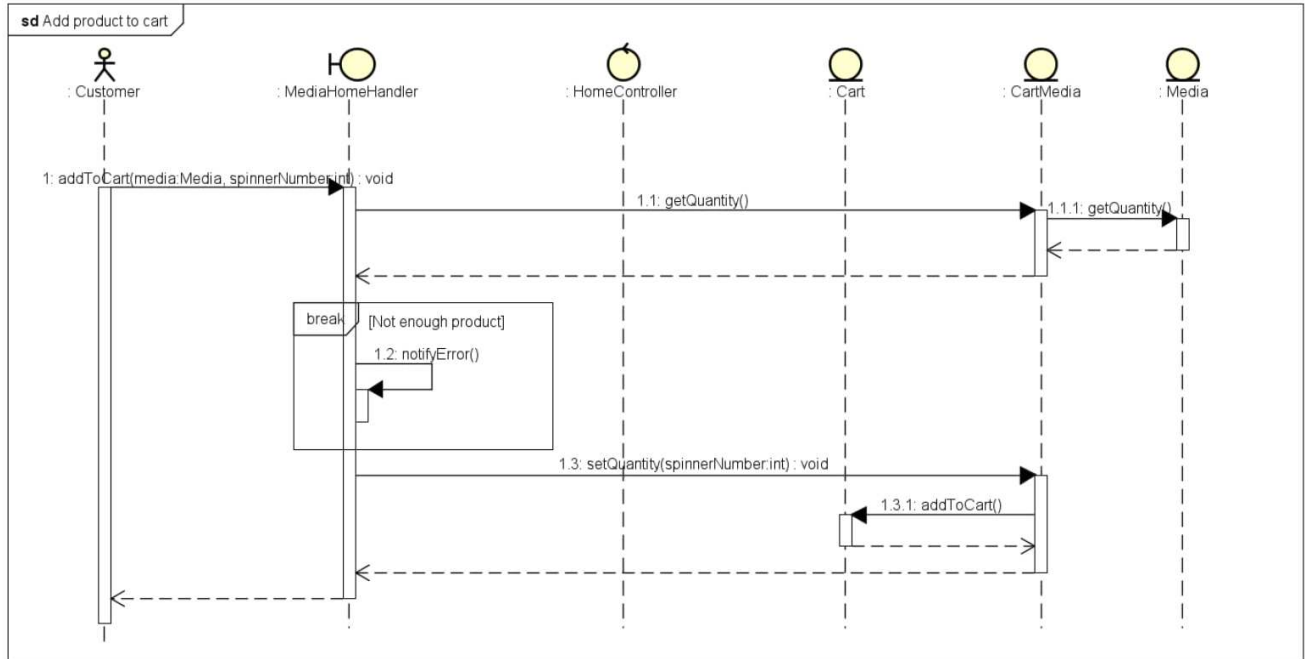 sd Add product to cart
: Customer
: MediaHomeHandler
: HomeController
: Cart
: CartMedia
: Media
1: addToCart(media:Media, spinnerNumber:int) : void
1.1: getQuantity()
1.1.1: getQuantity()
break
[Not enough product]
1.2: notifyError()
1.3: setQuantity(spinnerNumber:int) : void
1.3.1: addToCart()